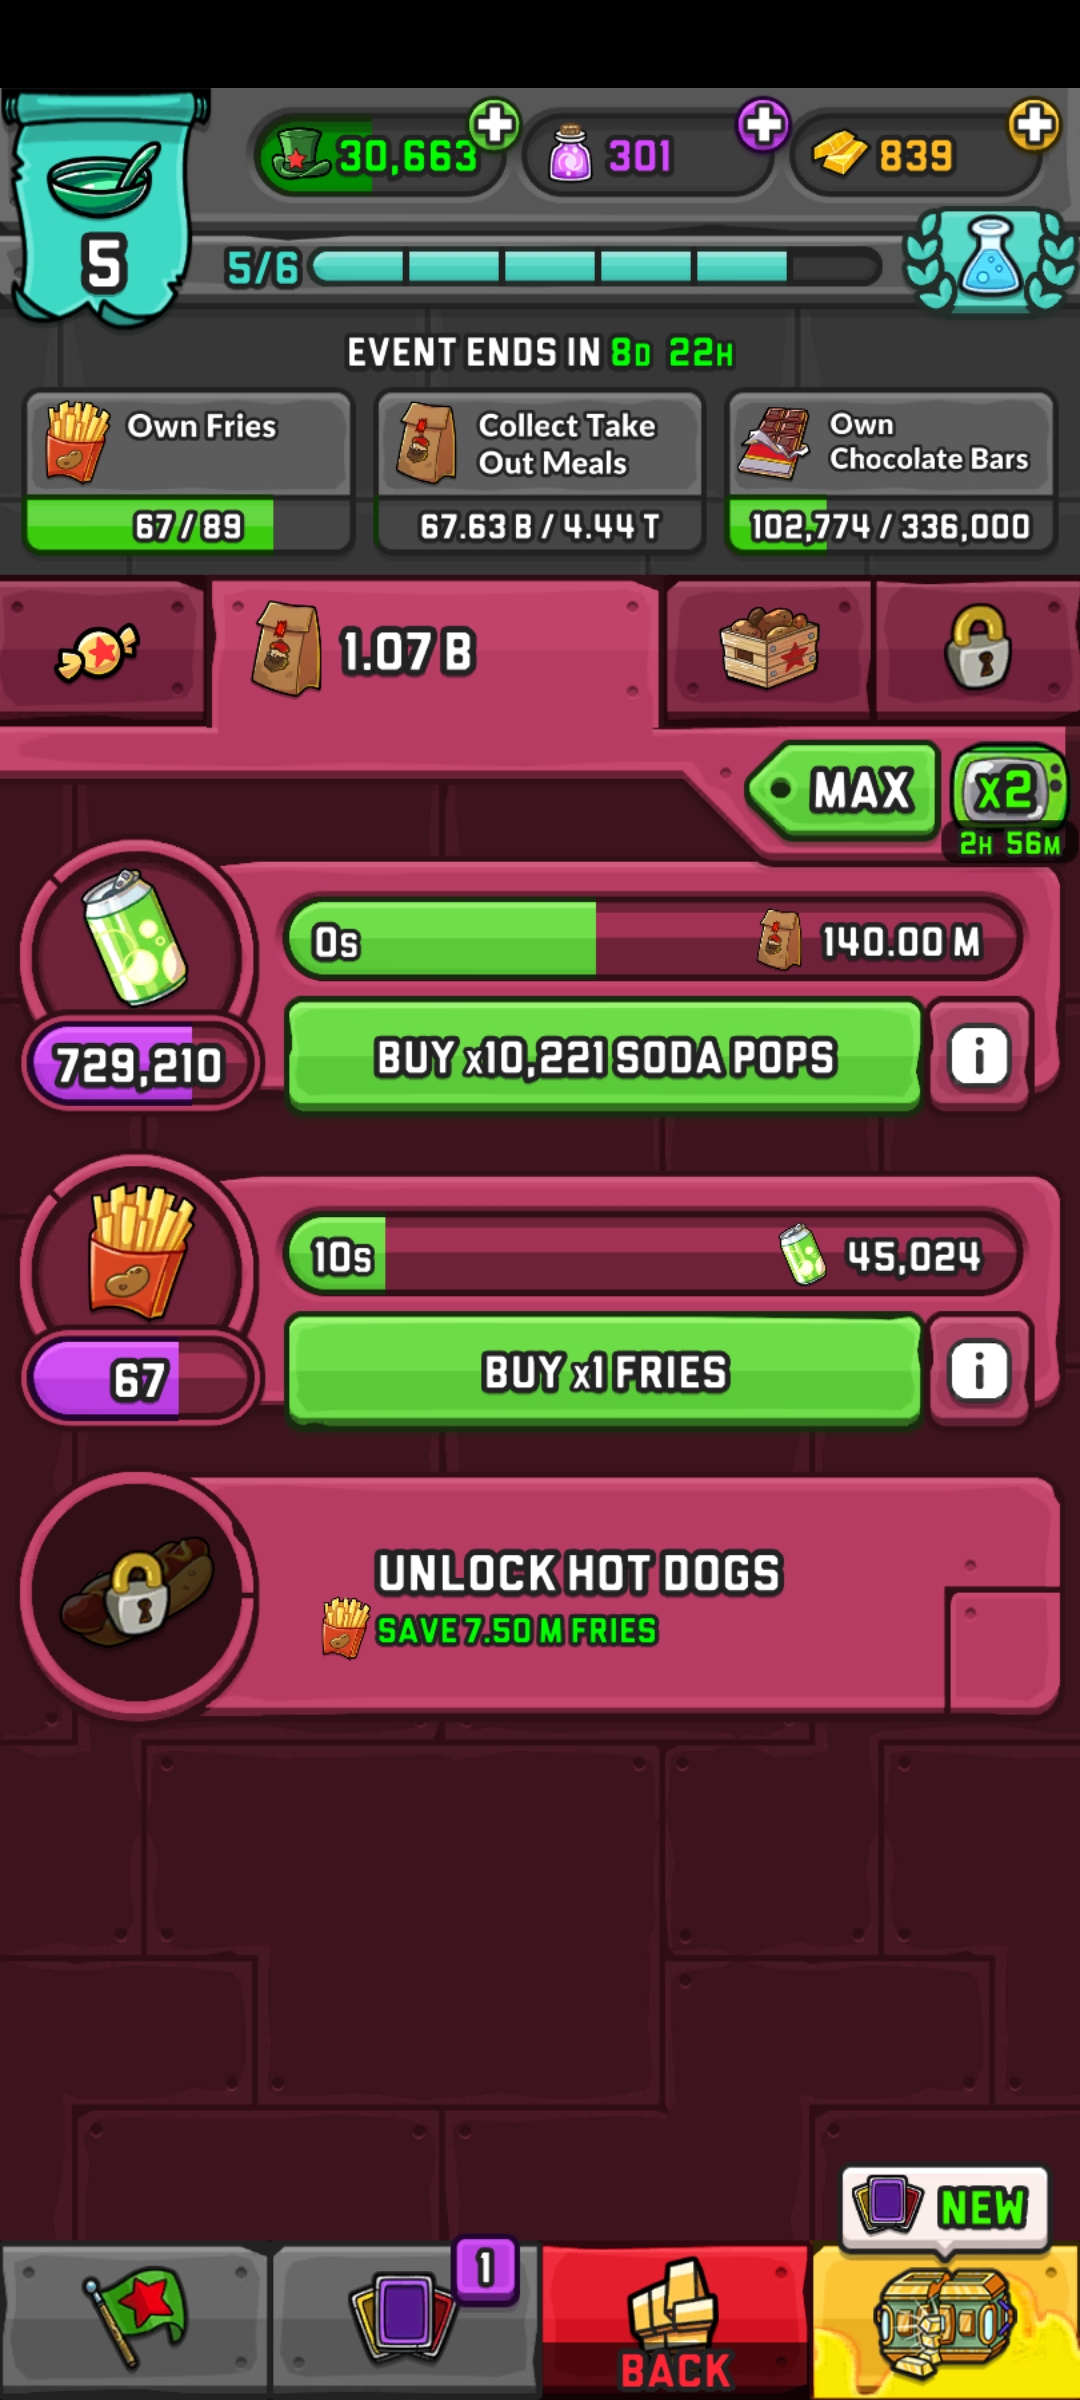 30,663
301
839
5
5/6
EVENT ENDS IN 8D 22H
Own Fries
67/89
Collect Take
Out Meals
67.63 B / 4.44 T
Own
Chocolate Bars
102,774 / 336,000
1.07 B
MAX
x2
2H 56M
0s
140.00 M
729,210
BUY x10,221 SODA POPS
i
10s
45,024
67
BUY x1 FRIES
i
UNLOCK HOT DOGS
SAVE 7.50 M FRIES
NEW
1
BACK